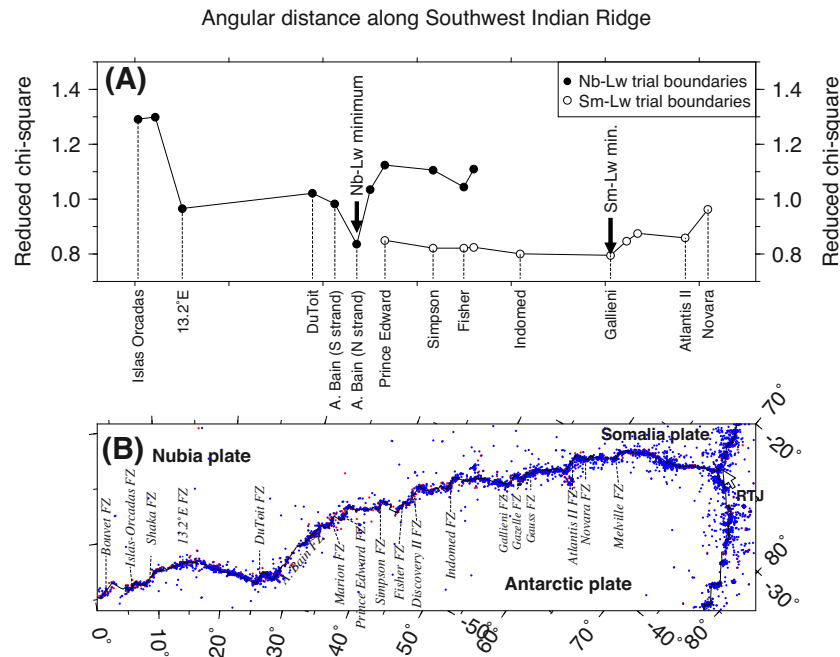 Angular distance along Southwest Indian Ridge
(A)
Reduced chi-square
Reduced chi-square
1.4
1.2
1.0
0.8
1.4
1.2
1.0
0.8
Nb-Lw trial boundaries
Sm-Lw trial boundaries
Nb-Lw minimum
Sm-Lw min.
Islas Orcadas
13.2°E
DuToit
A. Bain (S strand)
A. Bain (N strand)
Prince Edward
Simpson
Fisher
Indomed
Gallieni
Atlantis II
Novara
(B)
Nubia plate
Somalia plate
Antarctic plate
RTJ
Bouvet FZ
Islas-Orcadas FZ
Shaka FZ
13.2°E FZ
DuToit FZ
A. Bain FZ
Marion FZ
Prince Edward FZ
Simpson FZ
Fisher FZ
Discovery II FZ
Indomed FZ
Gallieni FZ
Gazelle FZ
Gauss FZ
Atlantis II FZ
Novara FZ
Melville FZ
70°
-20°
80°
-30°
0°
10°
20°
30°
40°
50°
-50°
60°
70°
-40°
80°